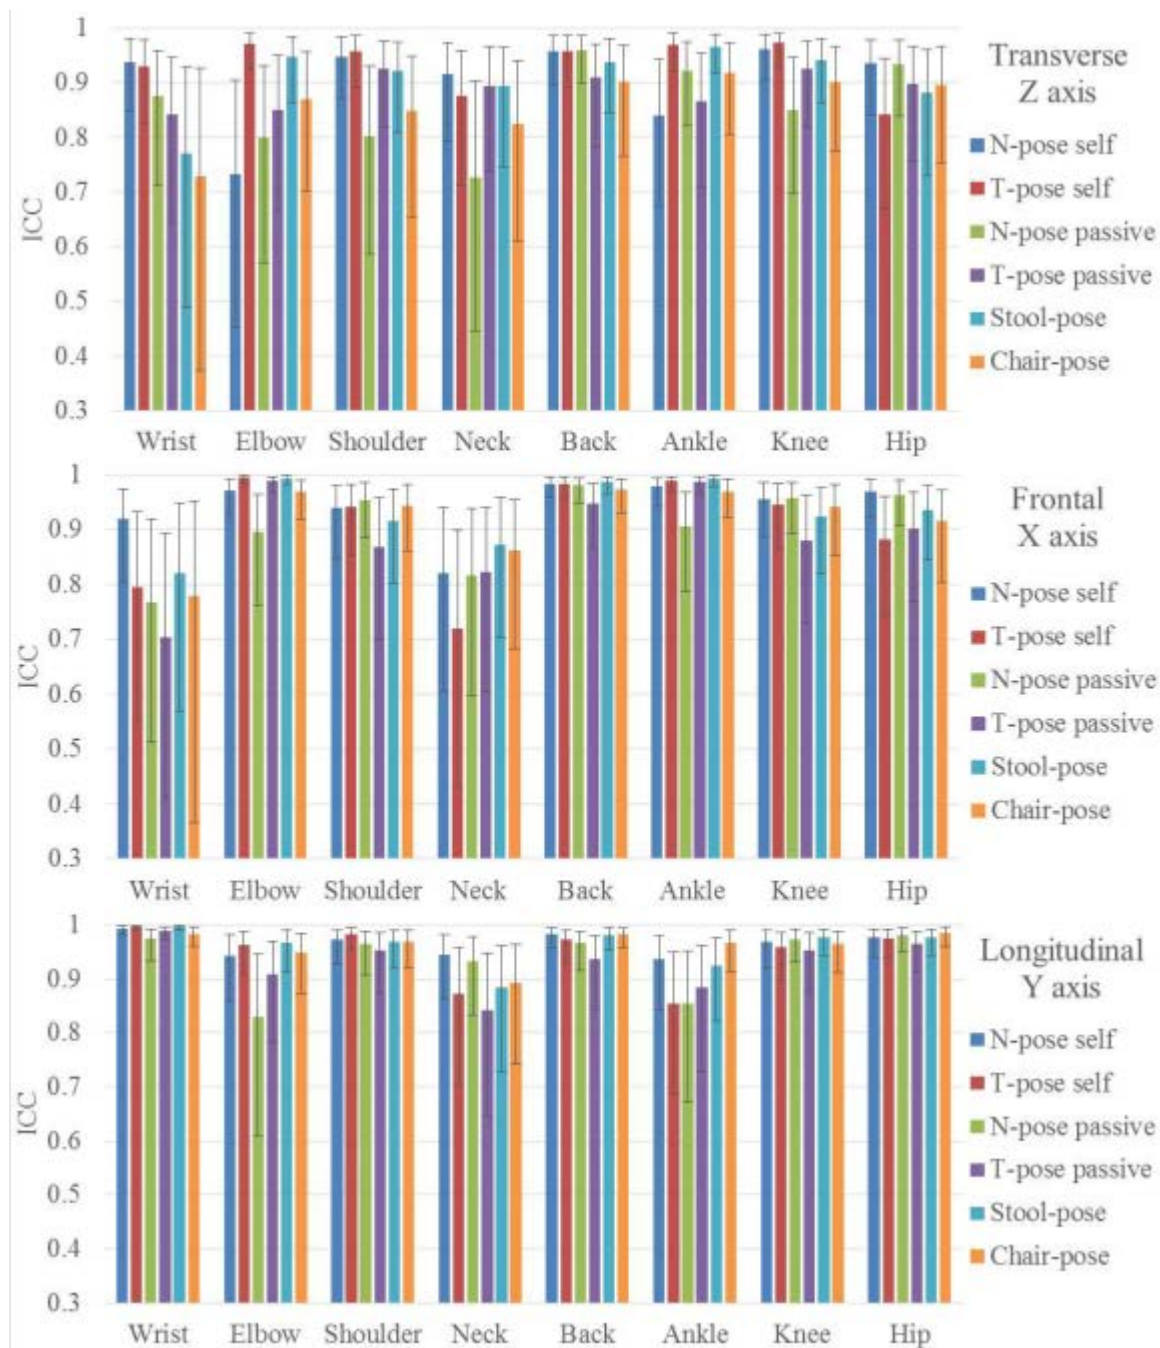 1
0.9
0.8
0.7
0.6
0.5
0.4
0.3
ICC
Wrist Elbow Shoulder Neck Back Ankle Knee Hip
Transverse
Z axis
N-pose self
T-pose self
N-pose passive
T-pose passive
Stool-pose
Chair-pose
1
0.9
0.8
0.7
0.6
0.5
0.4
0.3
ICC
Wrist Elbow Shoulder Neck Back Ankle Knee Hip
Frontal
X axis
N-pose self
T-pose self
N-pose passive
T-pose passive
Stool-pose
Chair-pose
1
0.9
0.8
0.7
0.6
0.5
0.4
0.3
ICC
Wrist Elbow Shoulder Neck Back Ankle Knee Hip
Longitudinal
Y axis
N-pose self
T-pose self
N-pose passive
T-pose passive
Stool-pose
Chair-pose